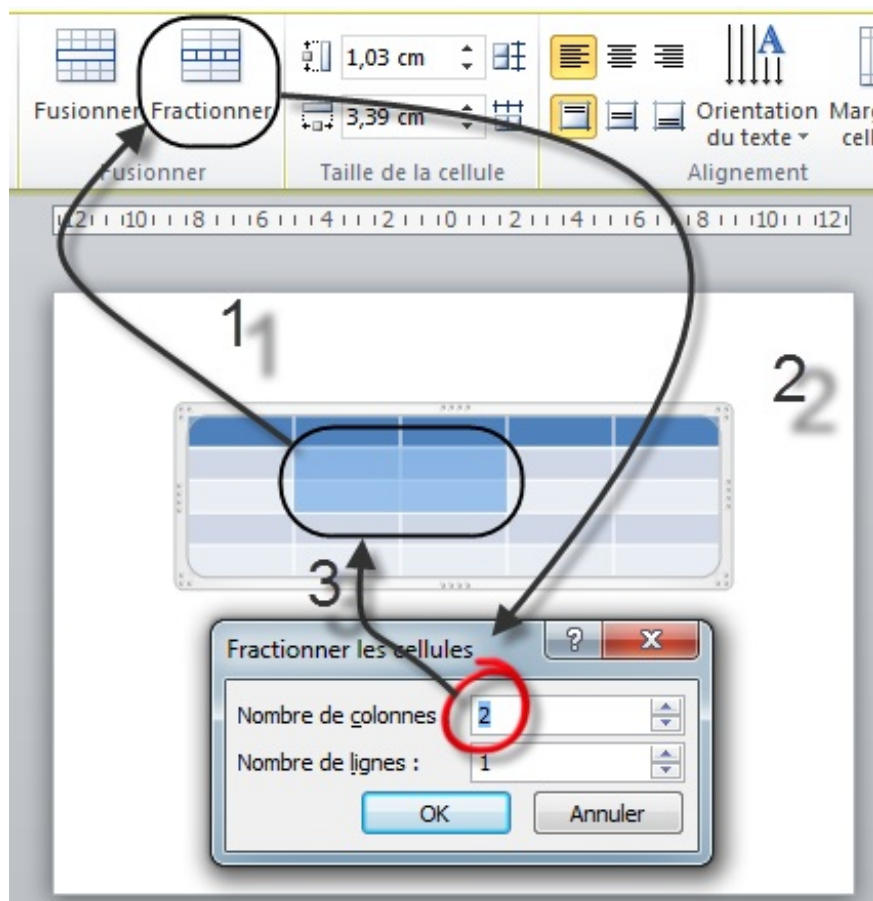 1,03 cm
Fusionner Fractionner
3,39 cm
Orientation
du texte
Marg
cell
Fusionner
Taille de la cellule
Alignement
12 10 8 6 4 2 0 2 4 6 8 10 12
1
2
3
Fractionner les cellules
?
X
Nombre de colonnes
2
Nombre de lignes :
1
OK
Annuler